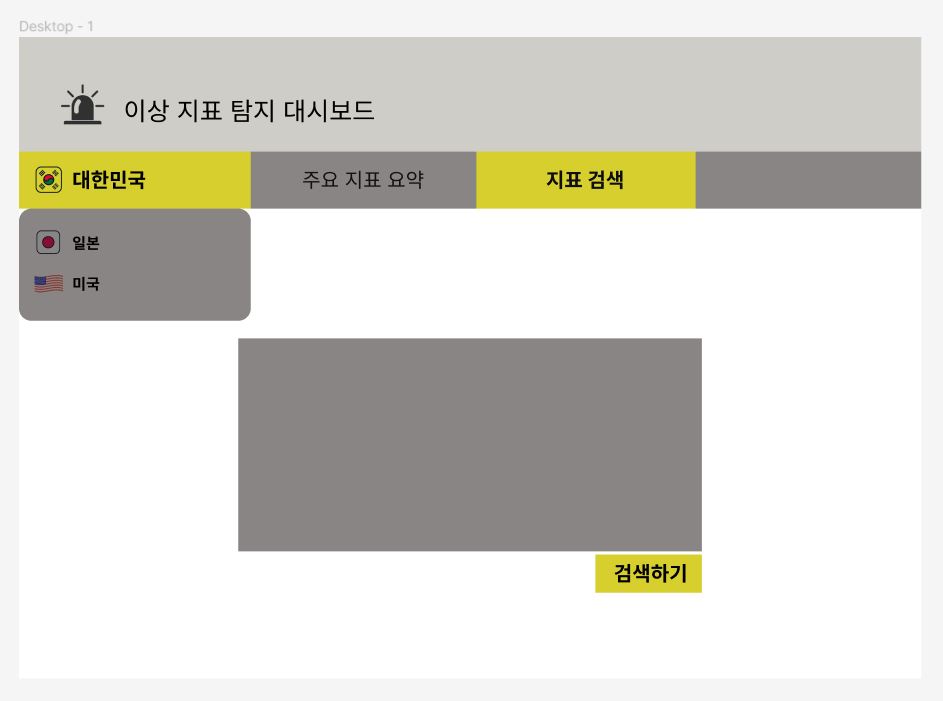 Desktop - 1
이상 지표 탐지 대시보드
대한민국
주요 지표 요약
지표 검색
일본
미국
검색하기